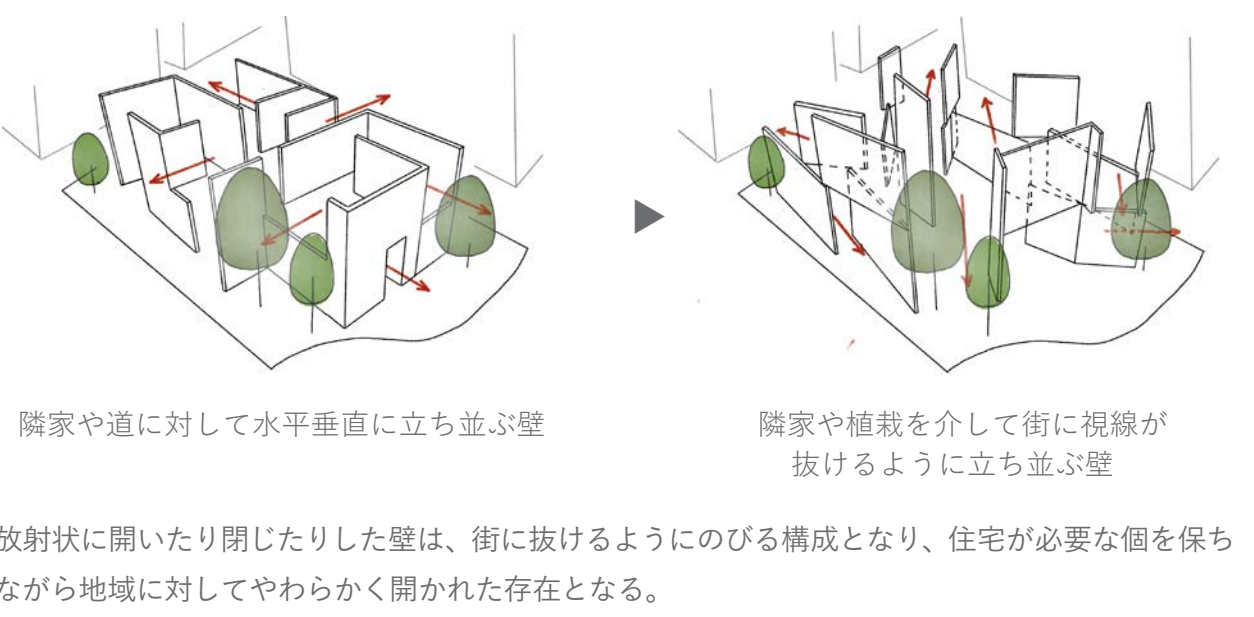 隣家や道に対して水平垂直に立ち並ぶ壁
隣家や植栽を介して街に視線が
抜けるように立ち並ぶ壁
放射状に開いたり閉じたりした壁は、街に抜けるようにのびる構成となり、住宅が必要な個を保ち
ながら地域に対してやわらかく開かれた存在となる。